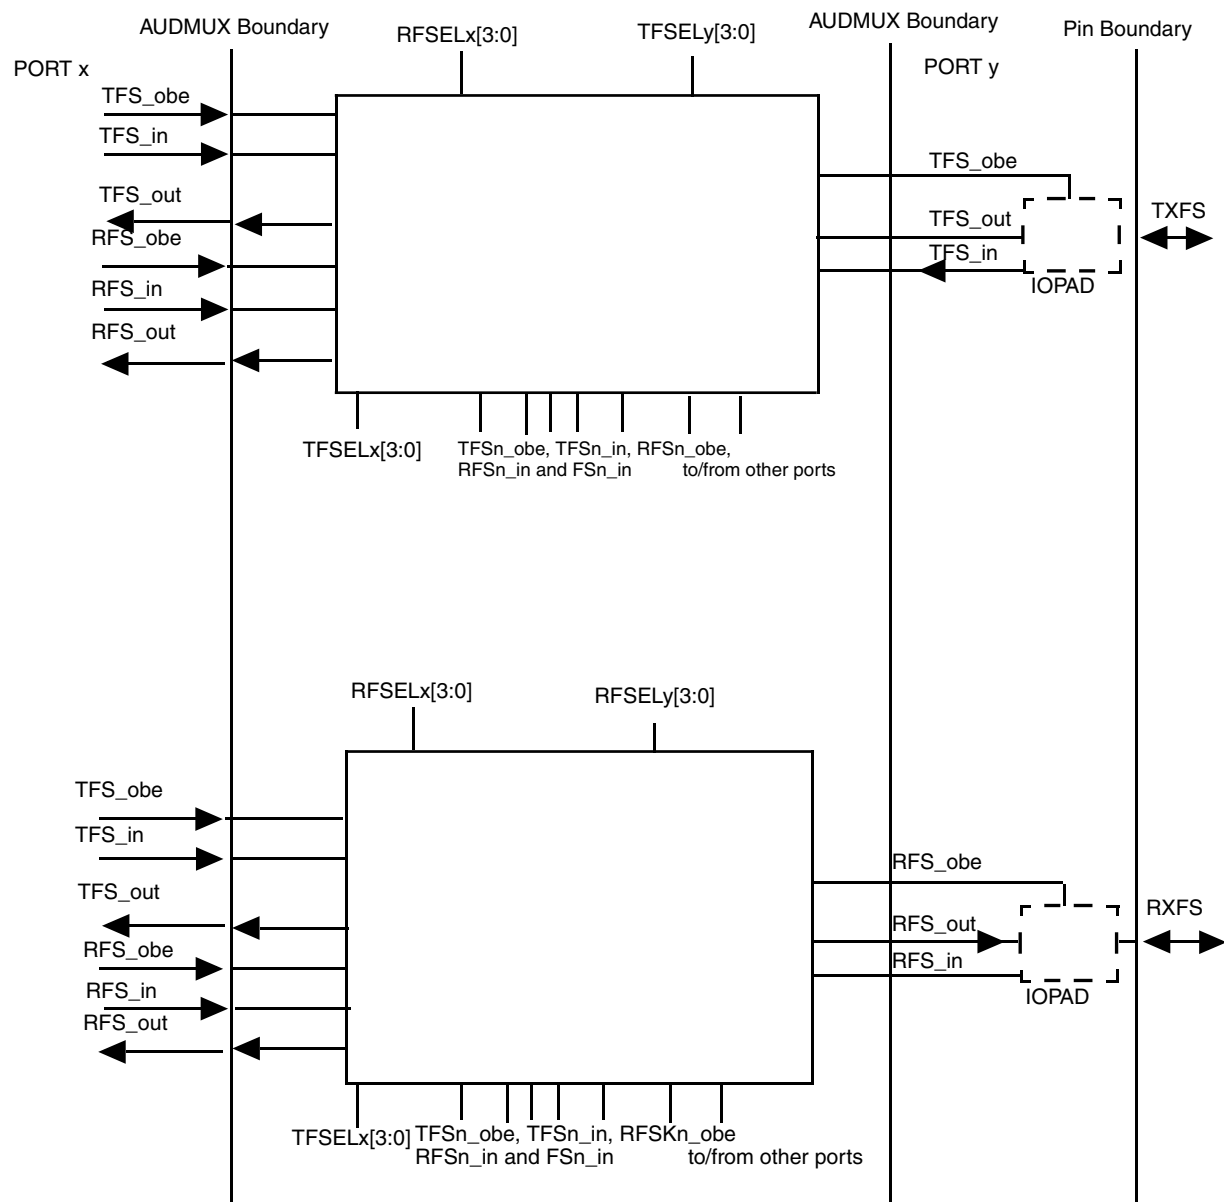 AUDMUX Boundary
AUDMUX Boundary
Pin Boundary
RFSELx[3:0]
TFSELy[3:0]
PORT x
PORT y
TFS_obe
TFS_in
TFS_out
RFS_obe
RFS_in
RFS_out
TFS_obe
TFS_out
TFS_in
TXFS
IOPAD
TFSELx[3:0]
TFSn_obe, TFSn_in, RFSn_obe,
RFSn_in and FSn_in
to/from other ports
RFSELx[3:0]
RFSELy[3:0]
TFS_obe
TFS_in
TFS_out
RFS_obe
RFS_in
RFS_out
RFS_obe
RFS_out
RFS_in
RXFS
IOPAD
TFSELx[3:0]
TFSn_obe, TFSn_in, RFSKn_obe
RFSn_in and FSn_in
to/from other ports